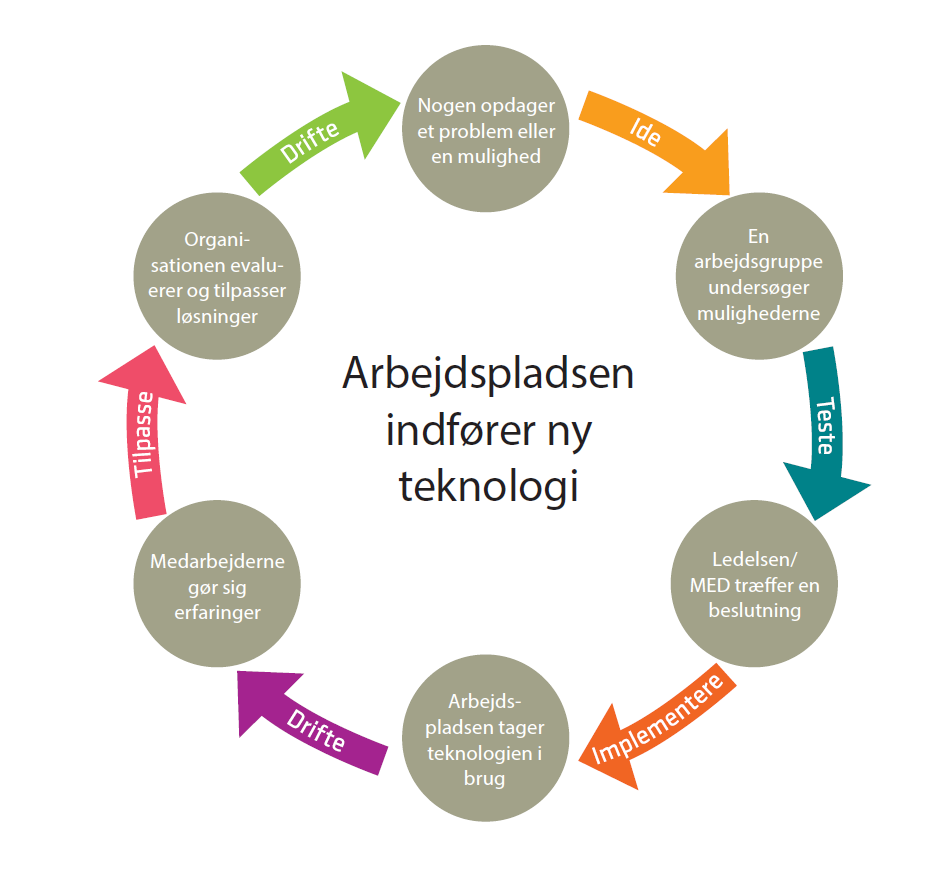 Nogen opdager
et problem eller
en mulighed
Ide
En
arbejdsgruppe
undersøger
mulighederne
Teste
Ledelsen/
MED træffer en
beslutning
Implementere
Arbejds-
pladsen tager
teknologien i
brug
Drifte
Medarbejderne
gør sig
erfaringer
Tilpasse
Organi-
sationen evalu-
erer og tilpasser
løsninger
Drifte
Arbejdspladsen
indfører ny
teknologi